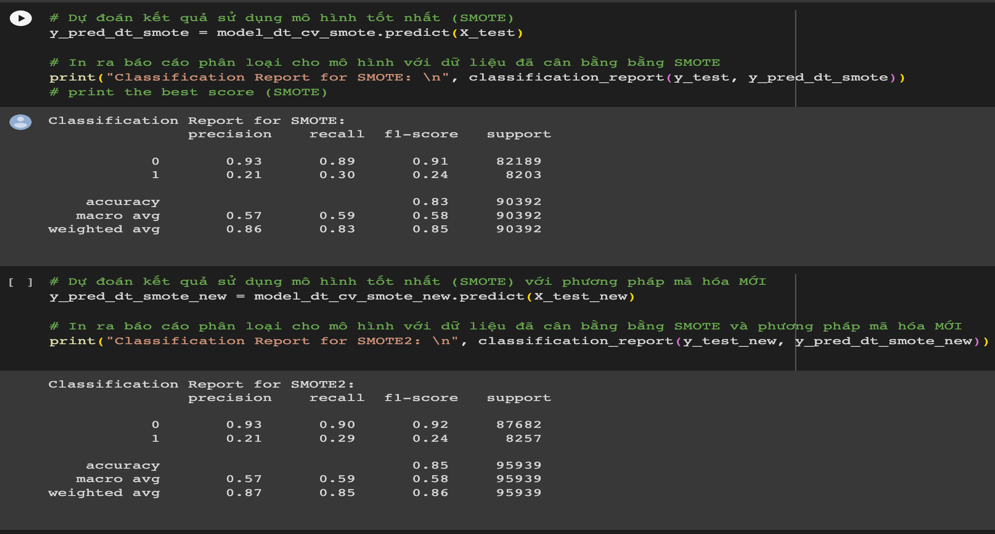 # Dự đoán kết quả sử dụng mô hình tốt nhất (SMOTE)
y_pred_dt_smote = model_dt_cv_smote.predict(X_test)
# In ra báo cáo phân loại cho mô hình với dữ liệu đã cân bằng bằng SMOTE
print("Classification Report for SMOTE: \n", classification_report(y_test, y_pred_dt_smote))
# print the best score (SMOTE)
Classification Report for SMOTE:
precision recall f1-score support
0 0.93 0.89 0.91 82189
1 0.21 0.30 0.24 8203
accuracy 0.83 90392
macro avg 0.57 0.59 0.58 90392
weighted avg 0.86 0.83 0.85 90392
[ ] # Dự đoán kết quả sử dụng mô hình tốt nhất (SMOTE) với phương pháp mã hóa MỚI
y_pred_dt_smote_new = model_dt_cv_smote_new.predict(X_test_new)
# In ra báo cáo phân loại cho mô hình với dữ liệu đã cân bằng bằng SMOTE và phương pháp mã hóa MỚI
print("Classification Report for SMOTE2: \n", classification_report(y_test_new, y_pred_dt_smote_new))
Classification Report for SMOTE2:
precision recall f1-score support
0 0.93 0.90 0.92 87682
1 0.21 0.29 0.24 8257
accuracy 0.85 95939
macro avg 0.57 0.59 0.58 95939
weighted avg 0.87 0.85 0.86 95939